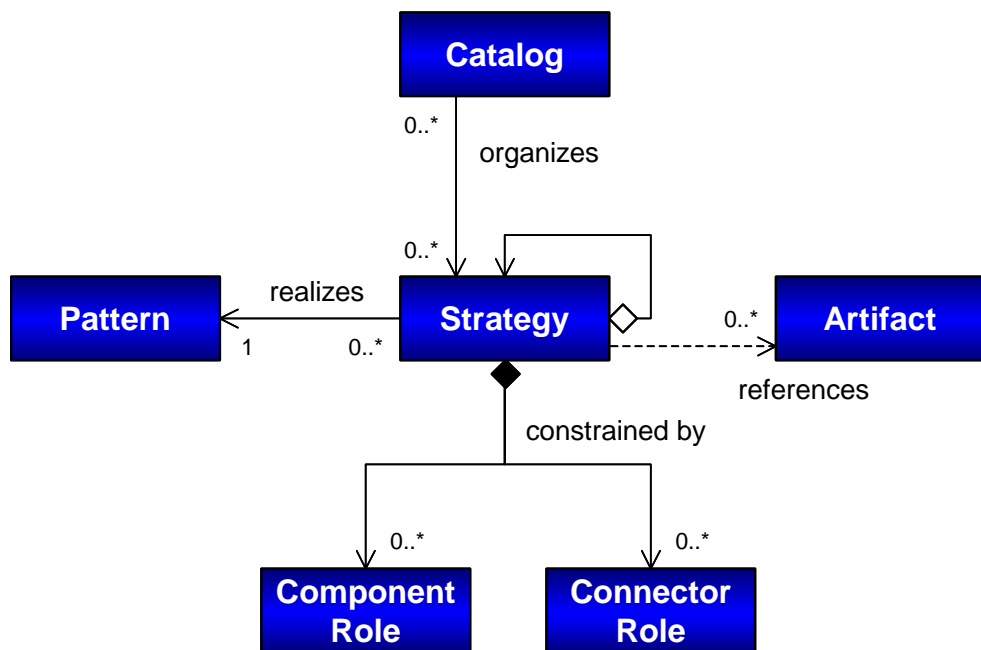 Catalog
0..*
organizes
0..*
realizes
Pattern
Strategy
0..*
Artifact
1
0..*
references
constrained by
0..*
0..*
Component
Role
Connector
Role